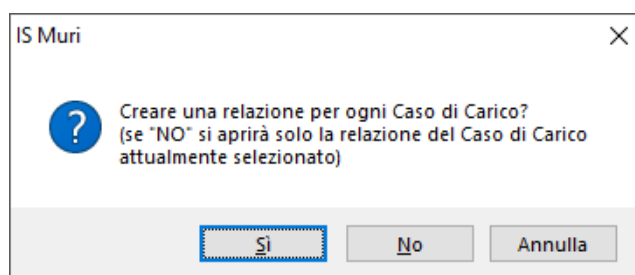 IS Muri
Creare una relazione per ogni Caso di Carico?
(se "NO" si aprirà solo la relazione del Caso di Carico
attualmente selezionato)
Sì No Annulla